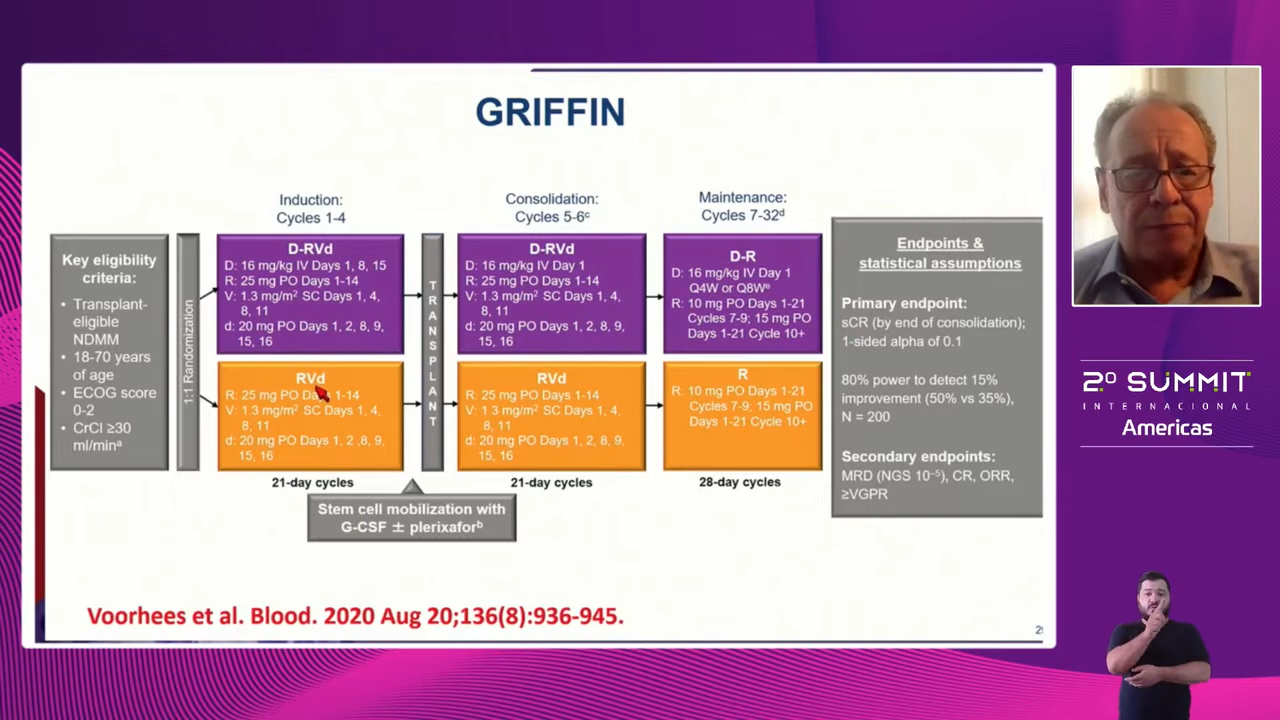 GRIFFIN
Induction:
Cycles 1-4
Consolidation:
Cycles 5-6ᶜ
Maintenance:
Cycles 7-32ᵈ
Key eligibility
criteria:
• Transplant-
eligible
NDMM
• 18-70 years
of age
• ECOG score
0-2
• CrCl ≥30
ml/minᵃ
1:1 Randomization
D-RVd
D: 16 mg/kg IV Days 1, 8, 15
R: 25 mg PO Days 1-14
V: 1.3 mg/m² SC Days 1, 4,
8, 11
d: 20 mg PO Days 1, 2, 8, 9,
15, 16
RVd
R: 25 mg PO Days 1-14
V: 1.3 mg/m² SC Days 1, 4,
8, 11
d: 20 mg PO Days 1, 2 ,8, 9,
15, 16
21-day cycles
TRANSPLANT
Stem cell mobilization with
G-CSF ± plerixaforᵇ
D-RVd
D: 16 mg/kg IV Day 1
R: 25 mg PO Days 1-14
V: 1.3 mg/m² SC Days 1, 4,
8, 11
d: 20 mg PO Days 1, 2, 8, 9,
15, 16
RVd
R: 25 mg PO Days 1-14
V: 1.3 mg/m² SC Days 1, 4,
8, 11
d: 20 mg PO Days 1, 2, 8, 9,
15, 16
21-day cycles
D-R
D: 16 mg/kg IV Day 1
Q4W or Q8Wᵉ
R: 10 mg PO Days 1-21
Cycles 7-9; 15 mg PO
Days 1-21 Cycle 10+
R
R: 10 mg PO Days 1-21
Cycles 7-9; 15 mg PO
Days 1-21 Cycle 10+
28-day cycles
Endpoints &
statistical assumptions
Primary endpoint:
sCR (by end of consolidation);
1-sided alpha of 0.1
80% power to detect 15%
improvement (50% vs 35%),
N = 200
Secondary endpoints:
MRD (NGS 10⁻⁵), CR, ORR,
≥VGPR
Voorhees et al. Blood. 2020 Aug 20;136(8):936-945.
2º SUMMIT
INTERNACIONAL
Americas